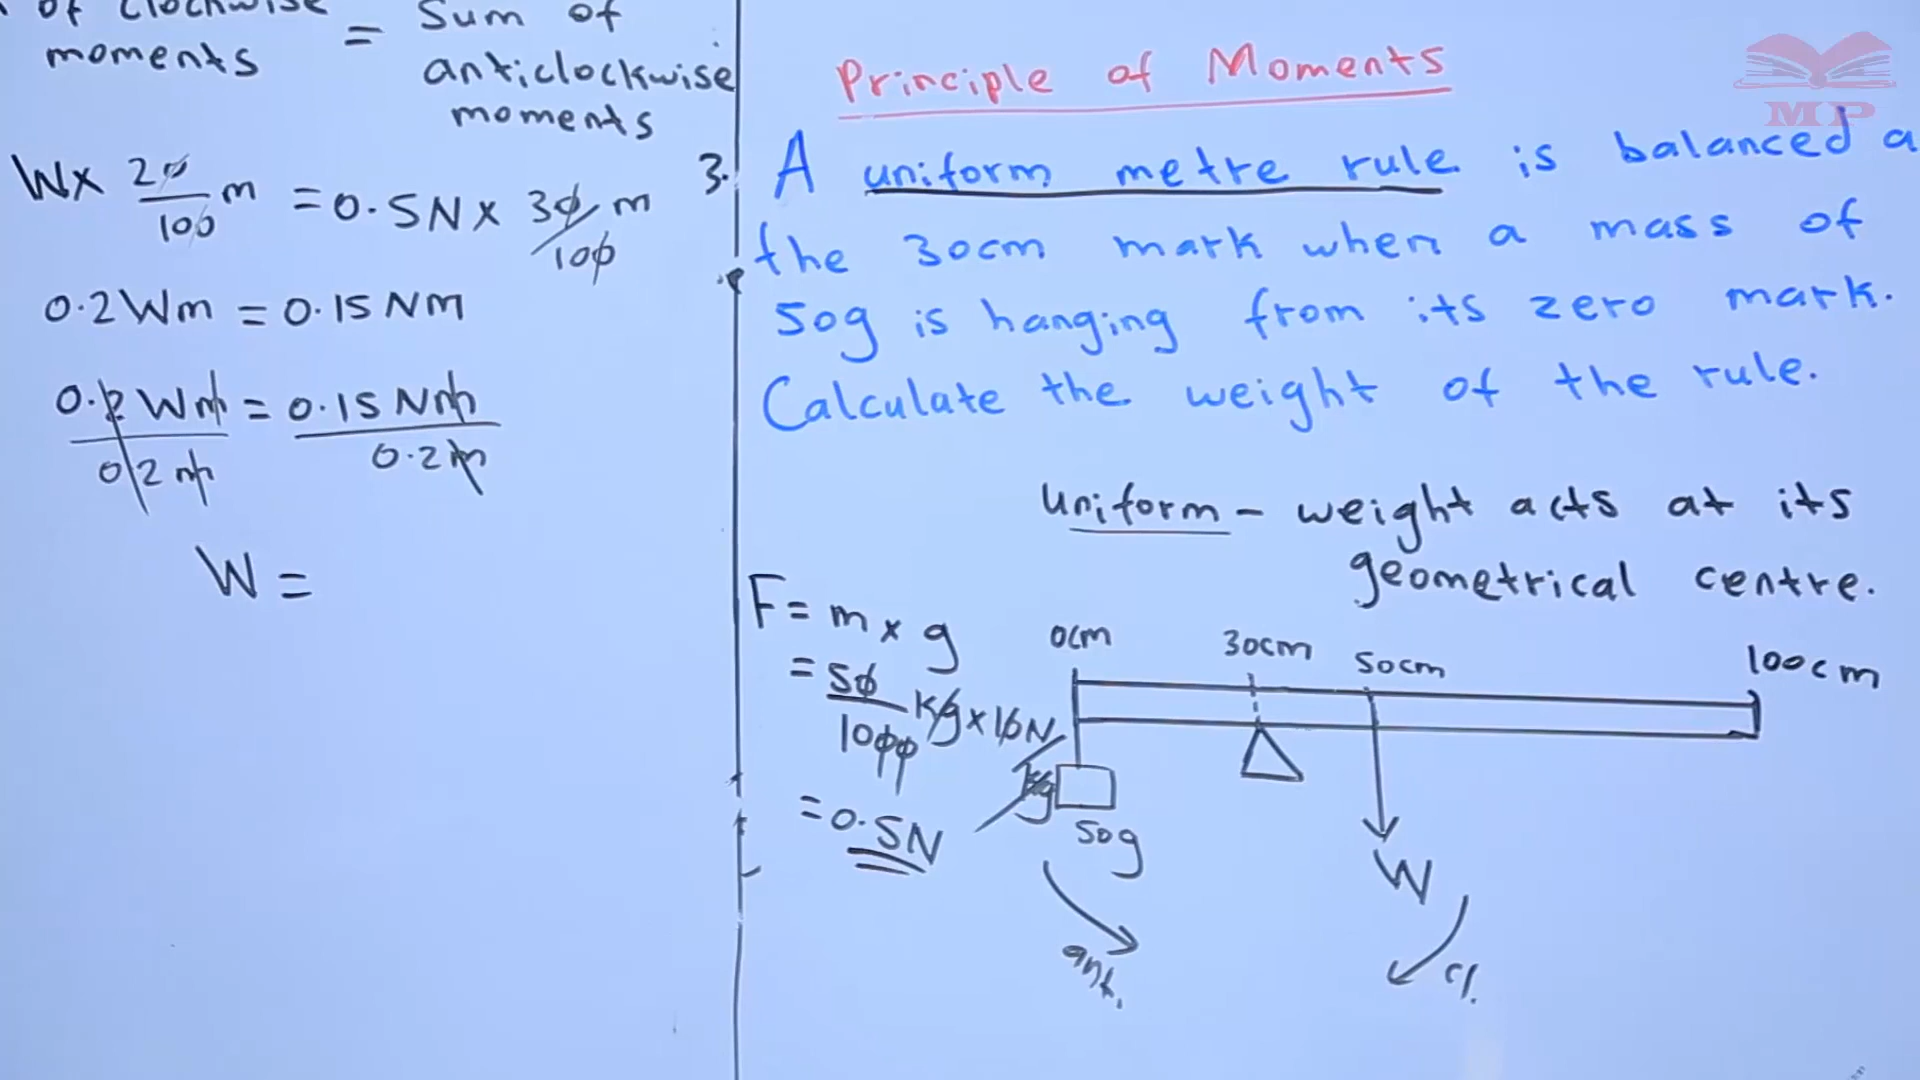 of clockwise
moments
=
Sum of
anticlockwise
moments
W x 20/100 m = 0.5N x 30/100 m
0.2Wm = 0.15Nm
0.2Wm/0.2m = 0.15Nm/0.2m
W =
Principle of Moments
3. A uniform metre rule is balanced a
the 30cm mark when a mass of
50g is hanging from its zero mark.
Calculate the weight of the rule.
uniform - weight acts at its
geometrical centre.
F = m x g
= 50/1000 kg x 10N/kg
= 0.5N
0cm 30cm 50cm 100cm
50g
W
ant.
cl.
MP